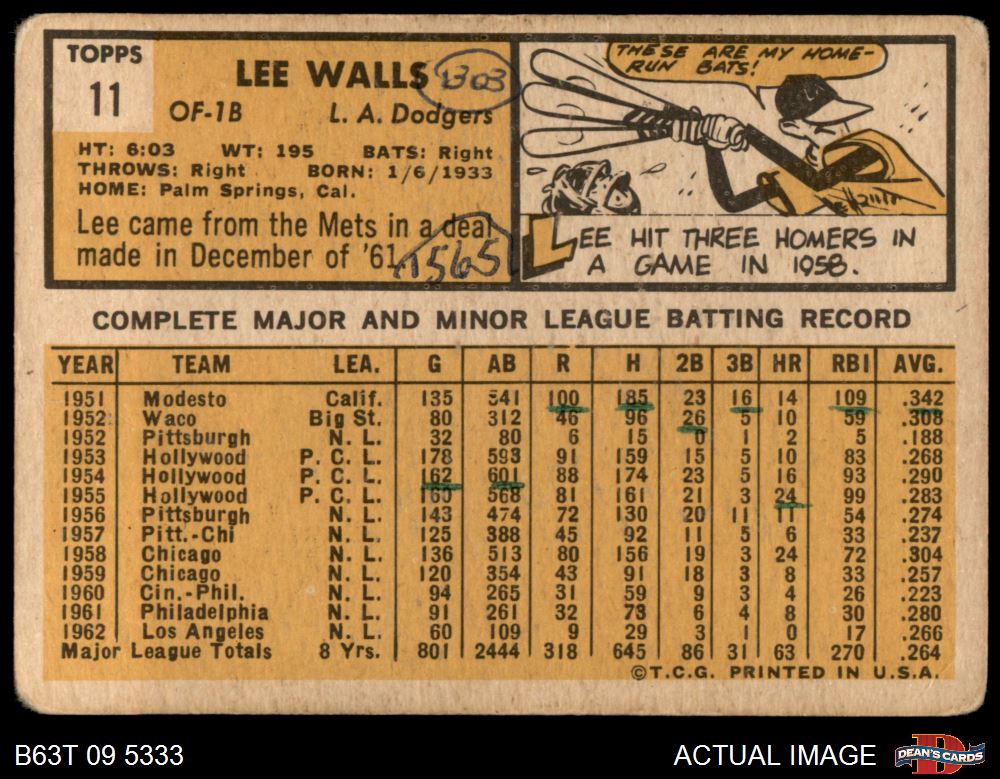 TOPPS
11
LEE WALLS
OF-1B L. A. Dodgers
HT: 6:03 WT: 195 BATS: Right
THROWS: Right BORN: 1/6/1933
HOME: Palm Springs, Cal.
Lee came from the Mets in a deal
made in December of '61.
1565
THESE ARE MY HOME-
RUN BATS!
LEE HIT THREE HOMERS IN
A GAME IN 1958.
COMPLETE MAJOR AND MINOR LEAGUE BATTING RECORD
YEAR TEAM LEA. G AB R H 2B 3B HR RBI AVG.
1951 Modesto Calif. 135 541 100 185 23 16 14 109 .342
1952 Waco Big St. 80 312 46 96 26 5 10 59 .308
1952 Pittsburgh N. L. 32 80 6 15 0 1 2 5 .188
1953 Hollywood P. C. L. 178 593 91 159 15 5 10 83 .268
1954 Hollywood P. C. L. 162 601 88 174 23 5 16 93 .290
1955 Hollywood P. C. L. 160 568 81 161 21 3 24 99 .283
1956 Pittsburgh N. L. 143 474 72 130 20 11 11 54 .274
1957 Pitt.-Chi N. L. 125 388 45 92 11 5 6 33 .237
1958 Chicago N. L. 136 513 80 156 19 3 24 72 .304
1959 Chicago N. L. 120 354 43 91 18 3 8 33 .257
1960 Cin.-Phil. N. L. 94 265 31 59 9 3 4 26 .223
1961 Philadelphia N. L. 91 261 32 73 6 4 8 30 .280
1962 Los Angeles N. L. 60 109 9 29 3 1 0 17 .266
Major League Totals 8 Yrs. 801 2444 318 645 86 31 63 270 .264
©T.C.G. PRINTED IN U.S.A.
B63T 09 5333 ACTUAL IMAGE DEAN'S CARDS